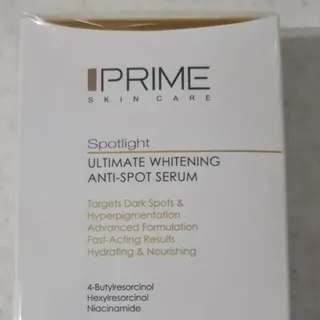 PRIME
SKIN CARE
Spotlight
ULTIMATE WHITENING
ANTI-SPOT SERUM
Targets Dark Spots &
Hyperpigmentation
Advanced Formulation
Fast-Acting Results
Hydrating & Nourishing
4-Butylresorcinol
Hexylresorcinol
Niacinamide